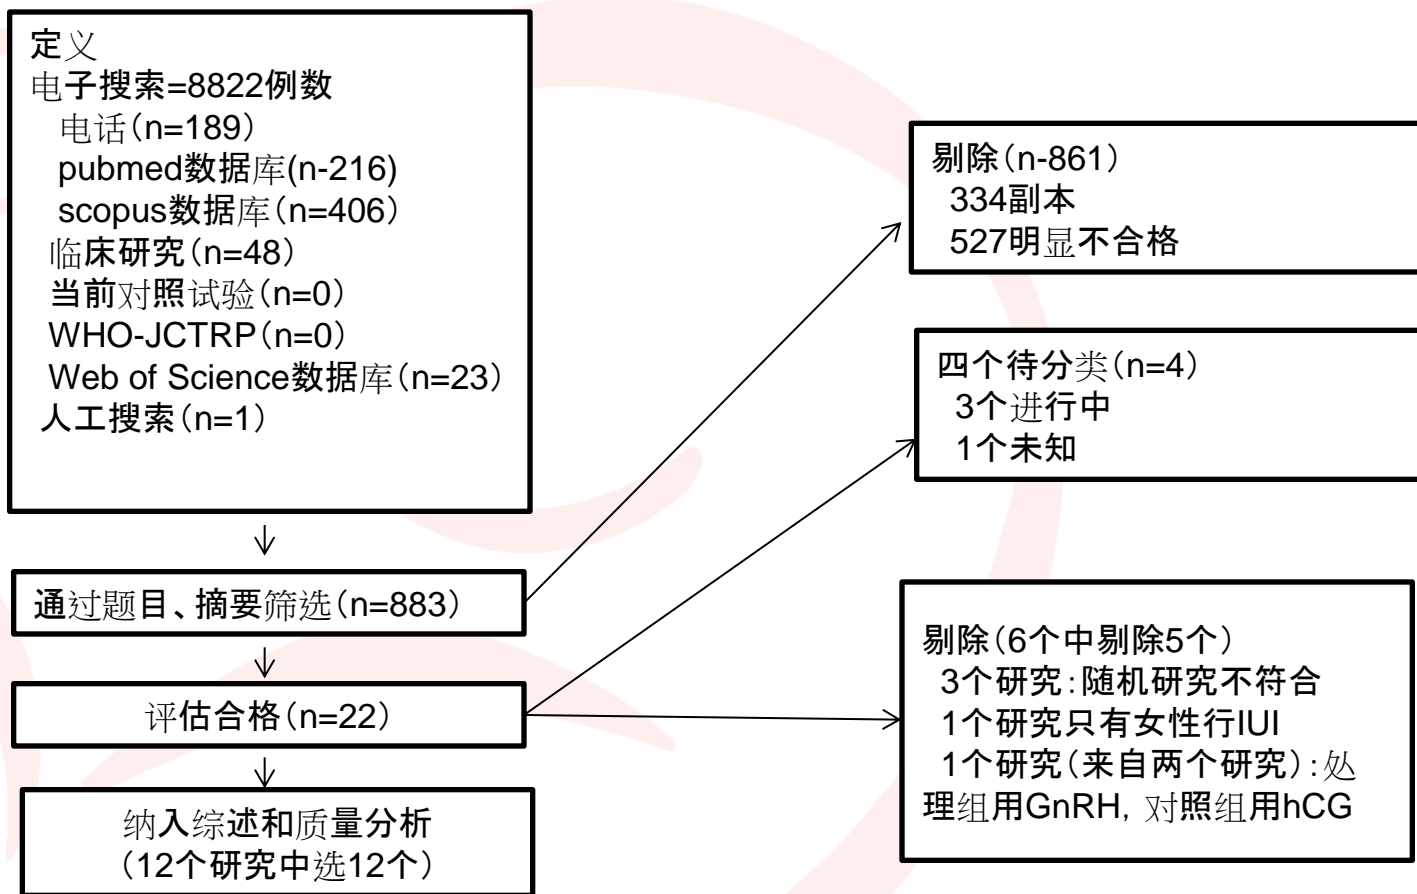 定义
电子搜索=8822例数
电话(n=189)
pubmed数据库(n-216)
scopus数据库(n=406)
临床研究(n=48)
当前对照试验(n=0)
WHO-JCTRP(n=0)
Web of Science数据库(n=23)
人工搜索(n=1)
通过题目、摘要筛选(n=883)
评估合格(n=22)
纳入综述和质量分析
(12个研究中选12个)
剔除(n-861)
334副本
527明显不合格
四个待分类(n=4)
3个进行中
1个未知
剔除(6个中剔除5个)
3个研究:随机研究不符合
1个研究只有女性行IUI
1个研究(来自两个研究):处
理组用GnRH, 对照组用hCG